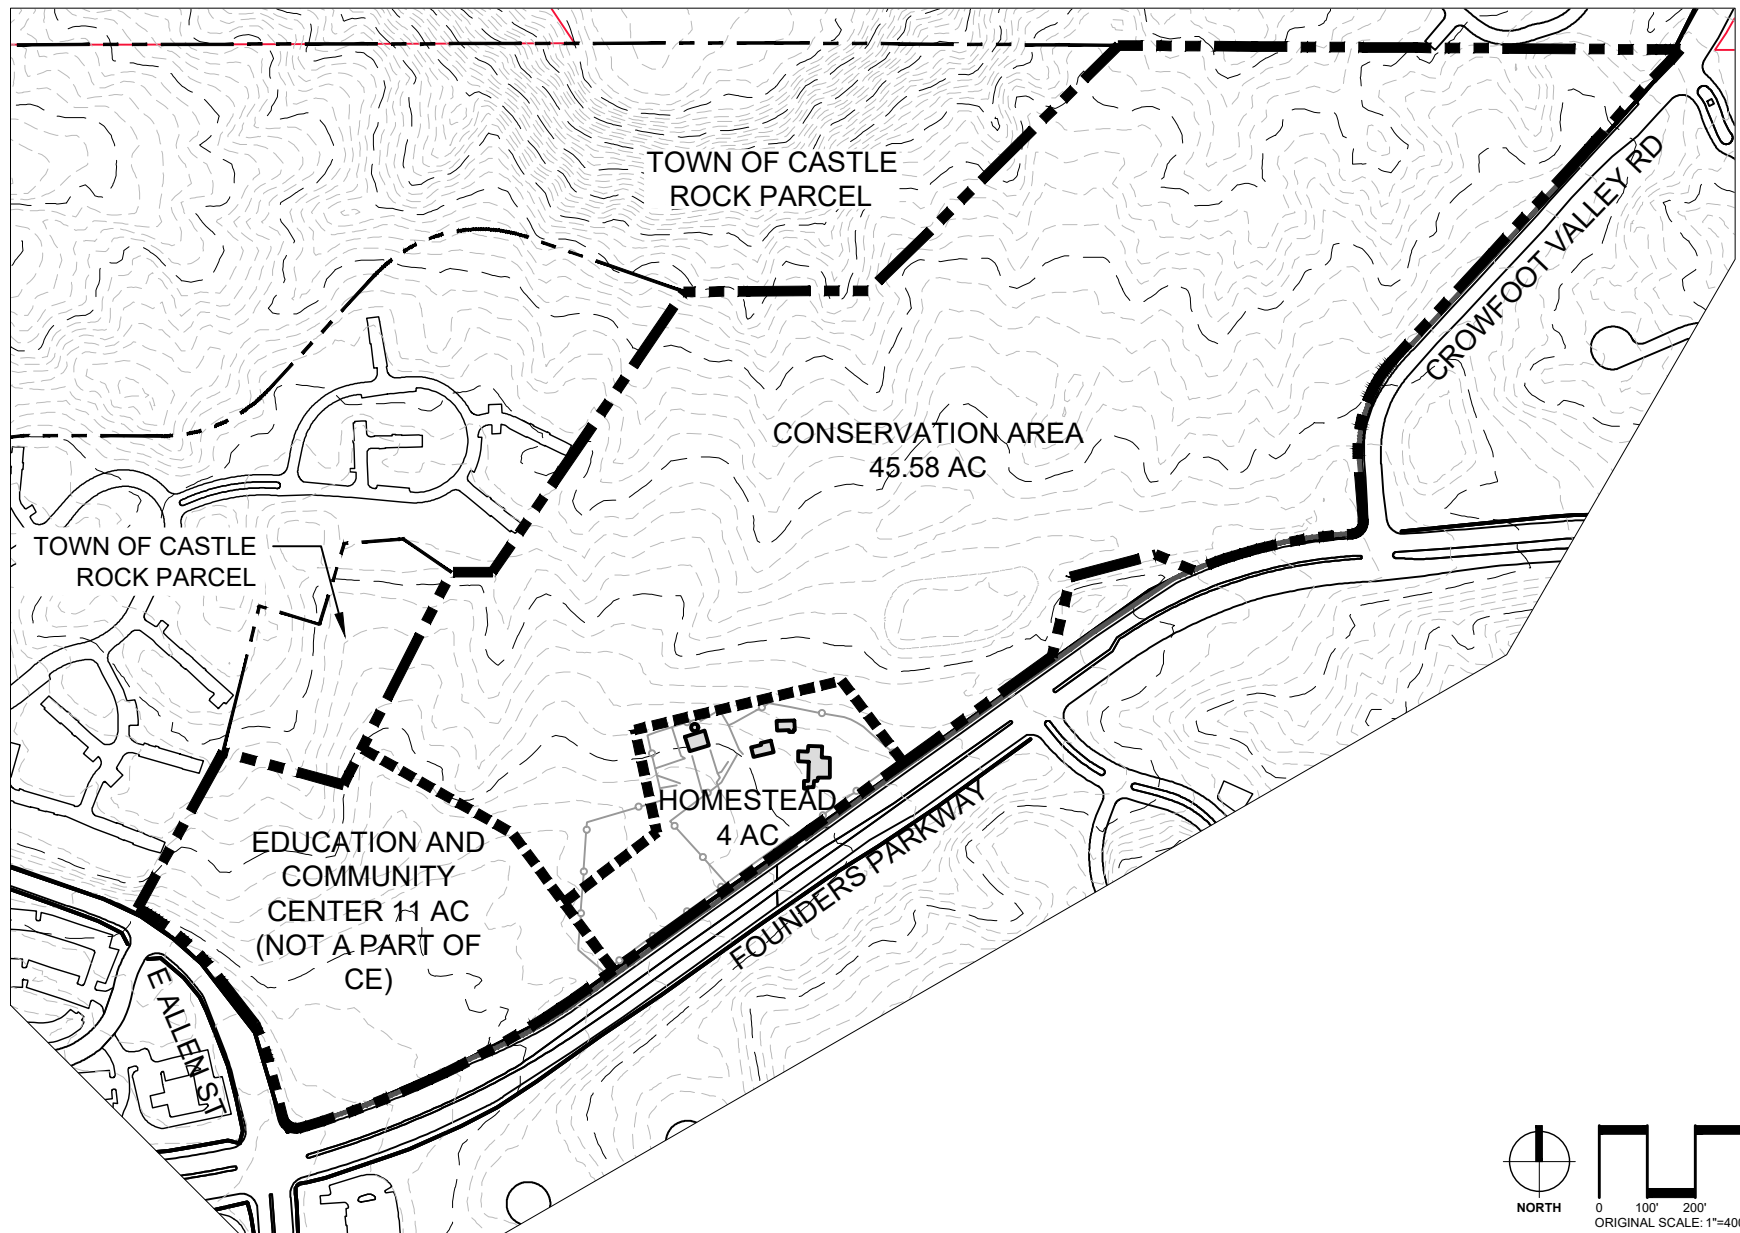 TOWN OF CASTLE
ROCK PARCEL
CROWFOOT VALLEY RD
CONSERVATION AREA
45.58 AC
TOWN OF CASTLE
ROCK PARCEL
HOMESTEAD
4 AC
EDUCATION AND
COMMUNITY
CENTER 11 AC
(NOT A PART OF
CE)
FOUNDERS PARKWAY
E ALLEN ST
NORTH
0 100' 200'
ORIGINAL SCALE: 1"=40